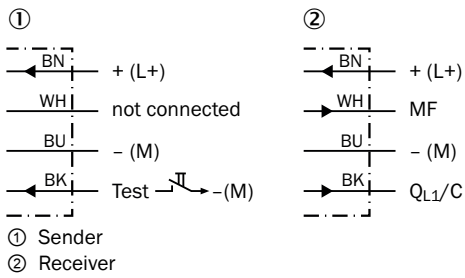 ① ②
BN + (L+) BN + (L+)
WH not connected WH MF
BU – (M) BU – (M)
BK Test –(M) BK QL1/C
① Sender
② Receiver